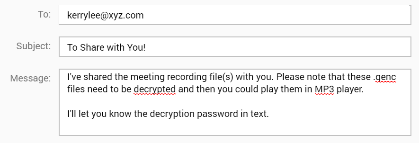 To: kerrylee@xyz.com
Subject: To Share with You!
Message: I've shared the meeting recording file(s) with you. Please note that these .genc
files need to be decrypted and then you could play them in MP3 player.
I'll let you know the decryption password in text.